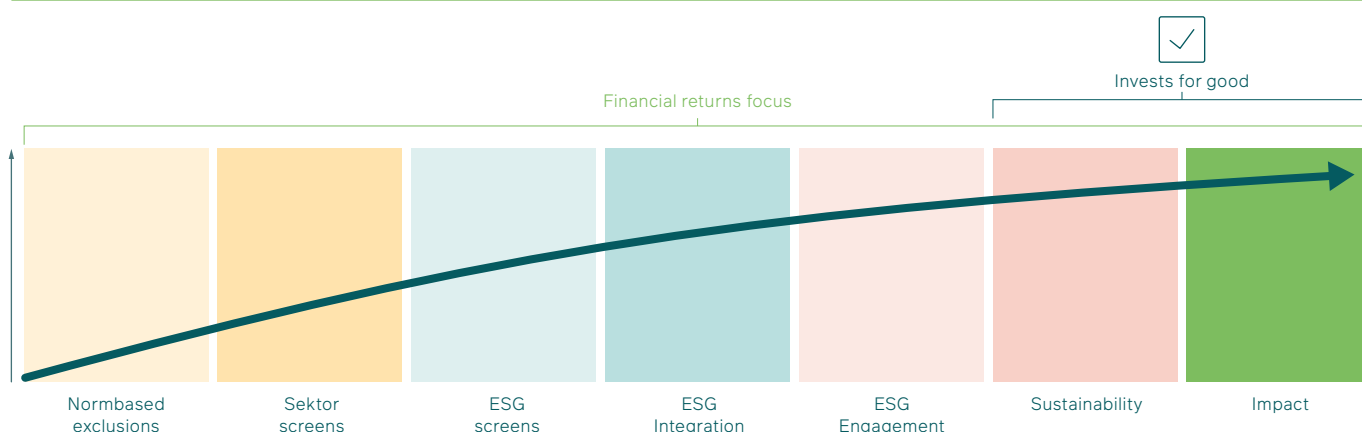 Invests for good
Financial returns focus
Normbased
exclusions
Sektor
screens
ESG
screens
ESG
Integration
ESG
Engagement
Sustainability
Impact